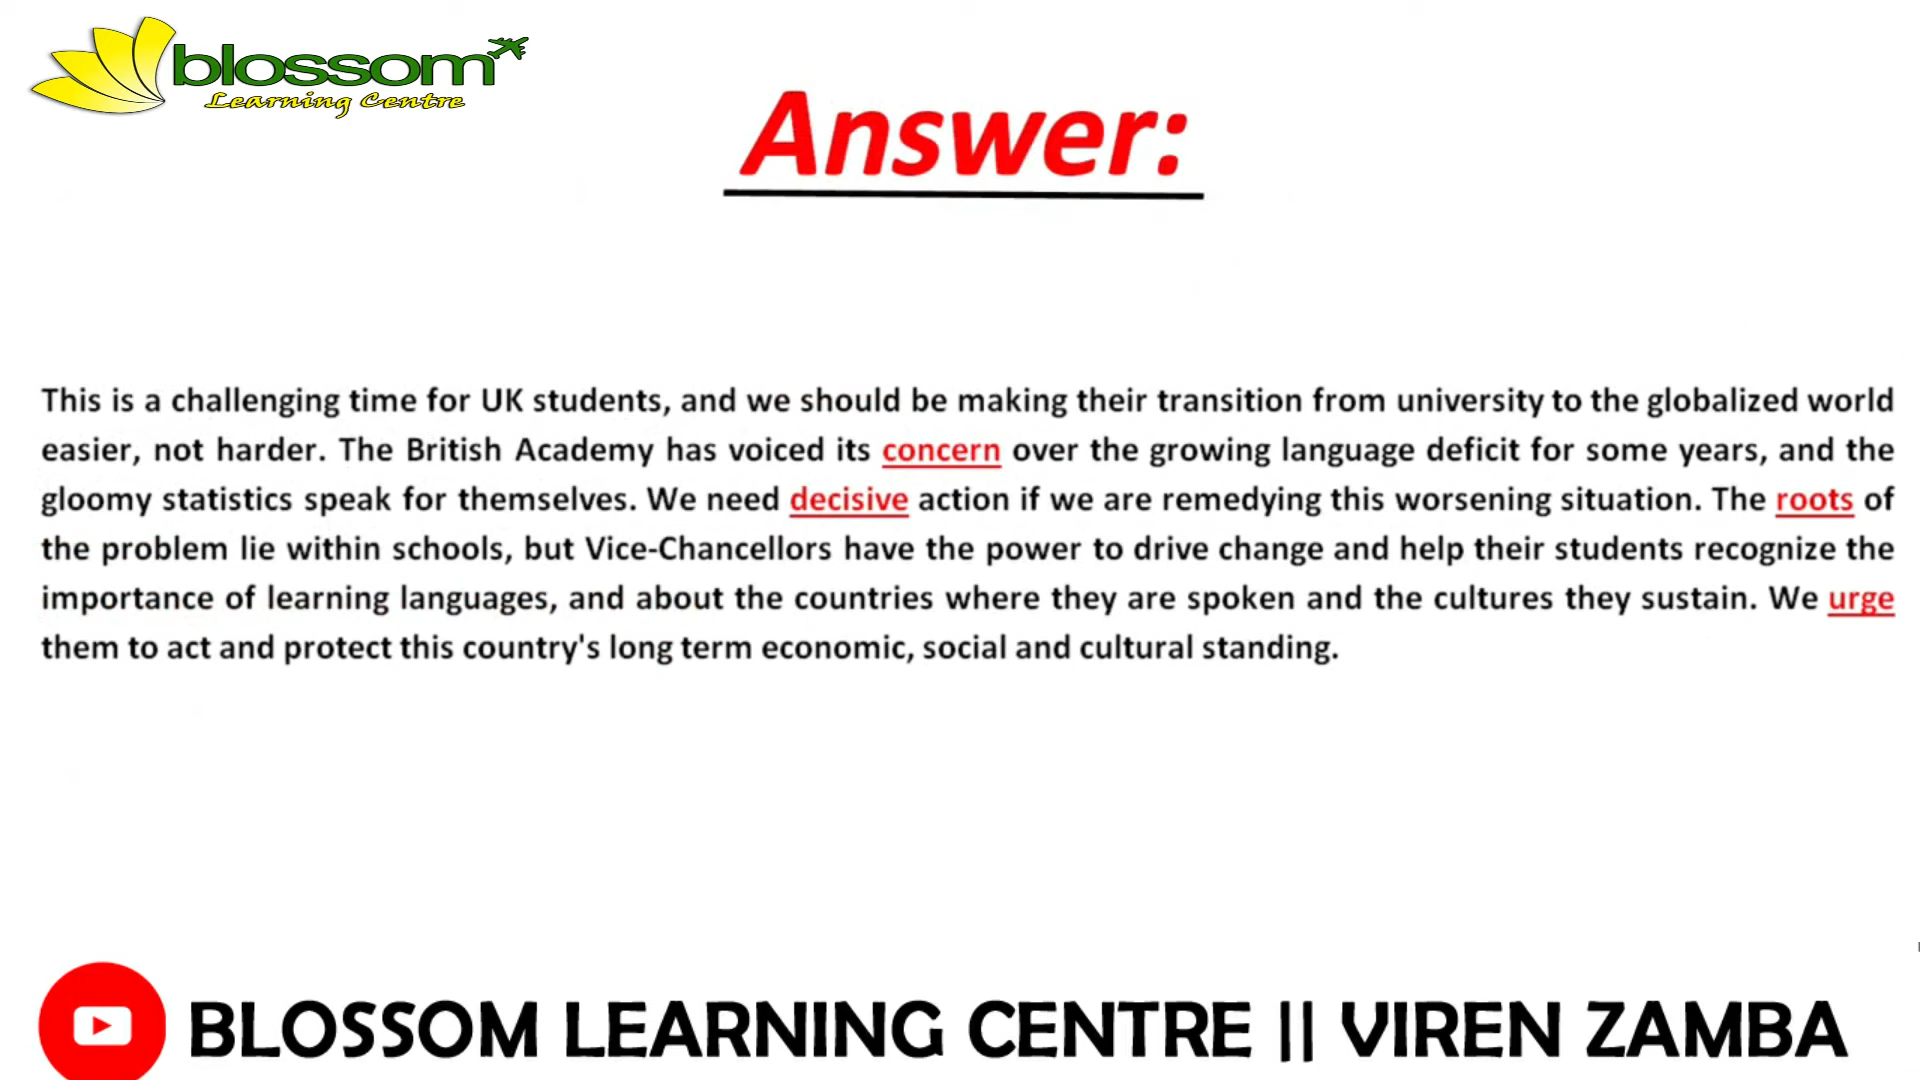 blossom
Learning Centre
Answer:
This is a challenging time for UK students, and we should be making their transition from university to the globalized world
easier, not harder. The British Academy has voiced its concern over the growing language deficit for some years, and the
gloomy statistics speak for themselves. We need decisive action if we are remedying this worsening situation. The roots of
the problem lie within schools, but Vice-Chancellors have the power to drive change and help their students recognize the
importance of learning languages, and about the countries where they are spoken and the cultures they sustain. We urge
them to act and protect this country's long term economic, social and cultural standing.
BLOSSOM LEARNING CENTRE || VIREN ZAMBA